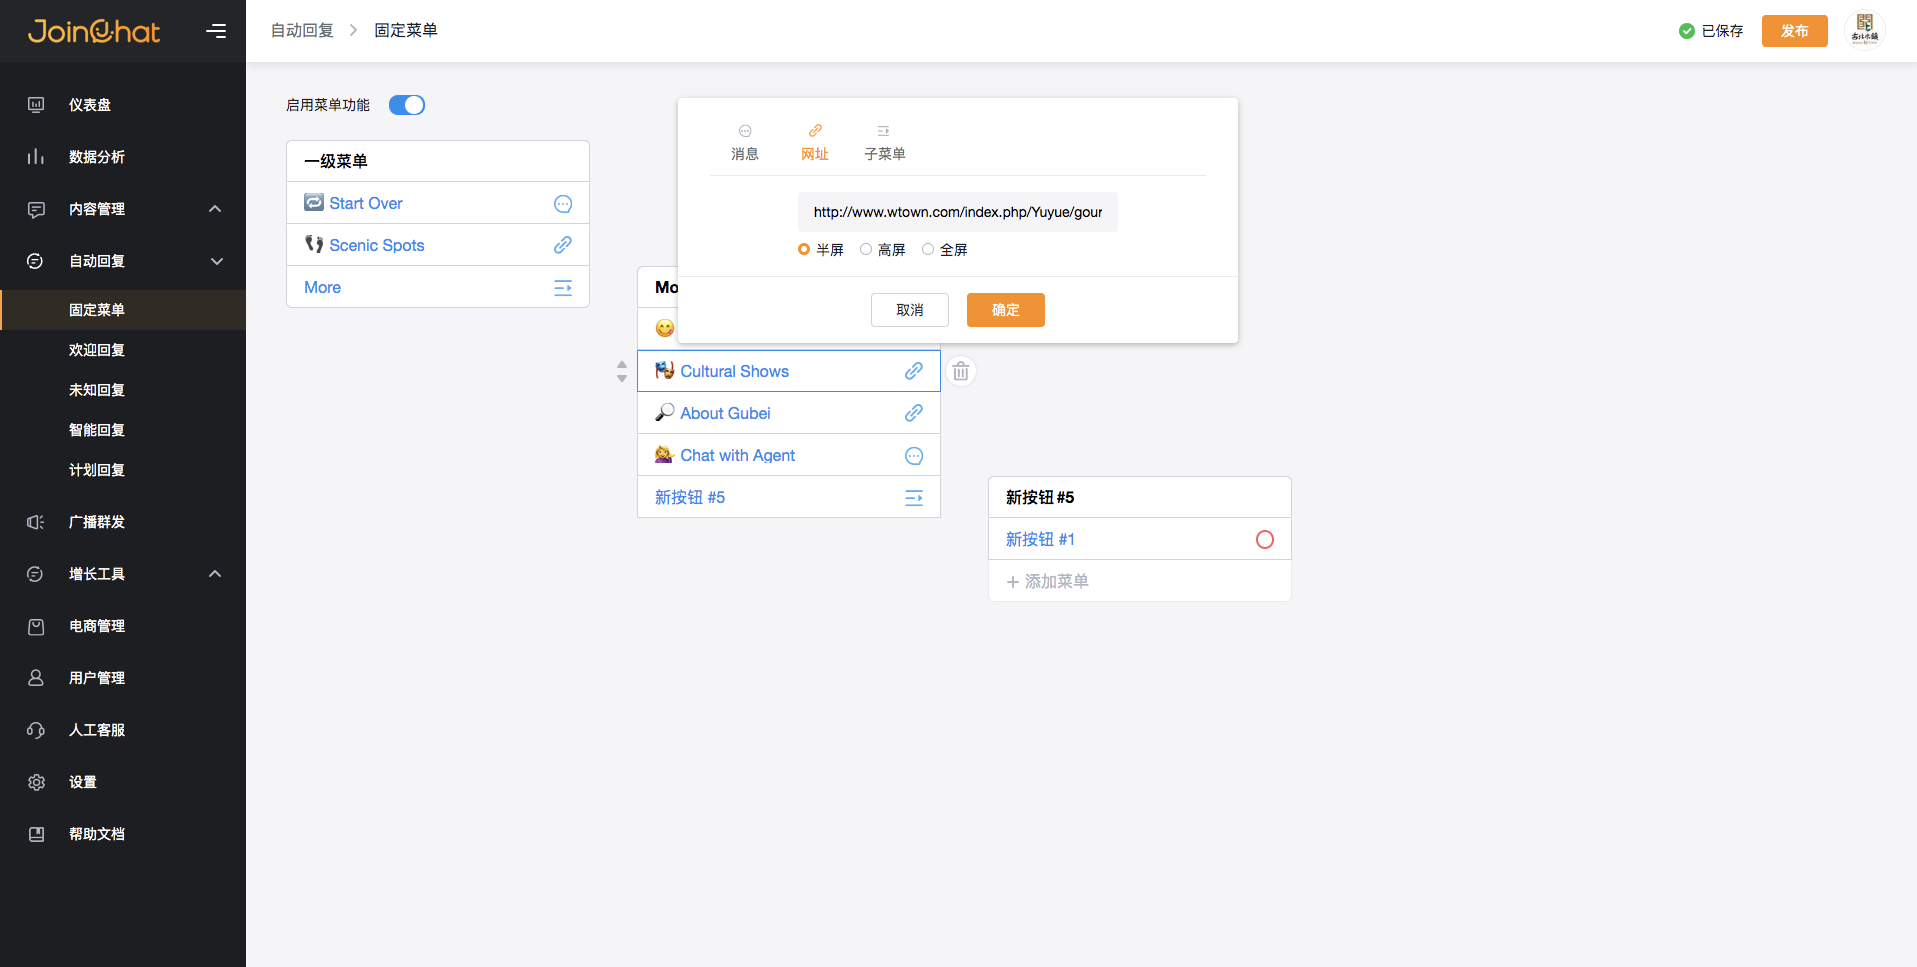 JoinChat
自动回复 > 固定菜单
已保存
发布
仪表盘
数据分析
内容管理
自动回复
固定菜单
欢迎回复
未知回复
智能回复
计划回复
广播群发
增长工具
电商管理
用户管理
人工客服
设置
帮助文档
启用菜单功能
一级菜单
Start Over
Scenic Spots
More
Mo
Cultural Shows
About Gubei
Chat with Agent
新按钮 #5
消息 网址 子菜单
http://www.wtown.com/index.php/Yuyue/gour
半屏 高屏 全屏
取消 确定
新按钮 #5
新按钮 #1
+ 添加菜单